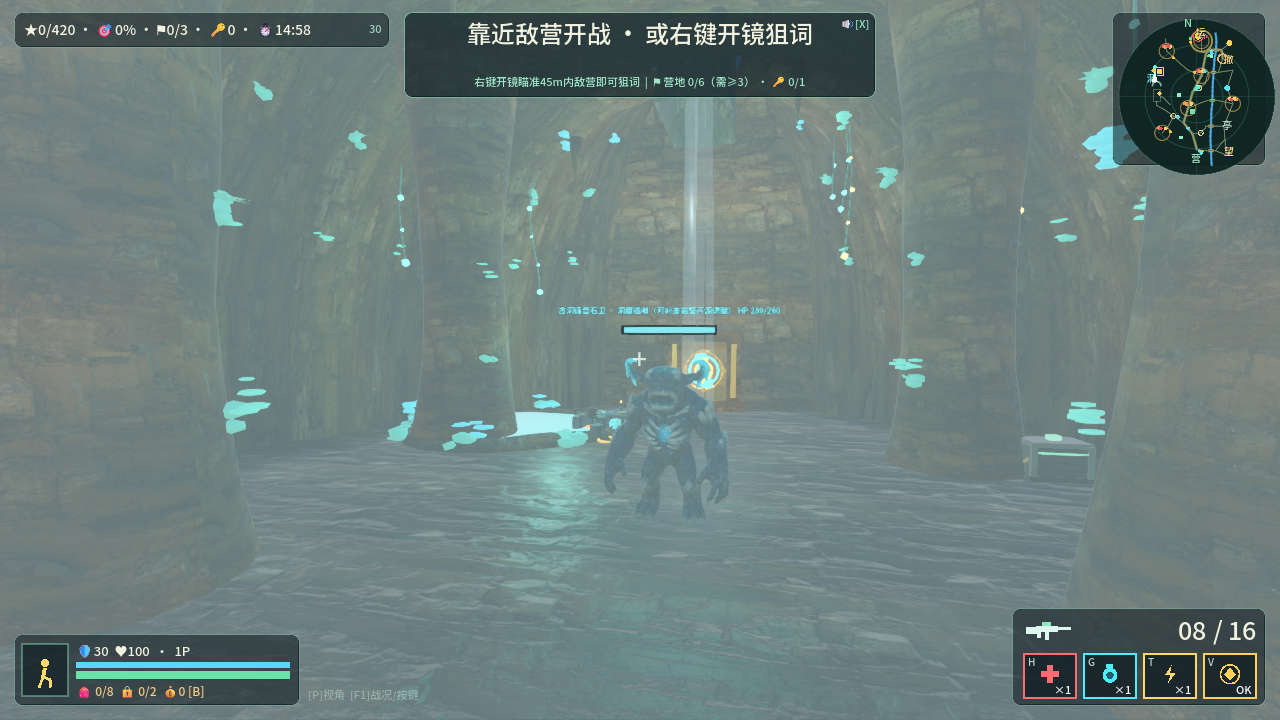 ★0/420 · 0% · 0/3 · 0 · 14:58 30
靠近敌营开战 · 或右键开镜狙词
[X]
右键开镜瞄准45m内敌营即可狙词 | 营地 0/6（需≥3） · 0/1
N
撤
亭
望
营
HP 280/280
30 ♥100 · 1P
0/8 0/2 0 [B]
[P]视角 [F1]战况/按键
08 / 16
H ×1
G ×1
T ×1
V OK